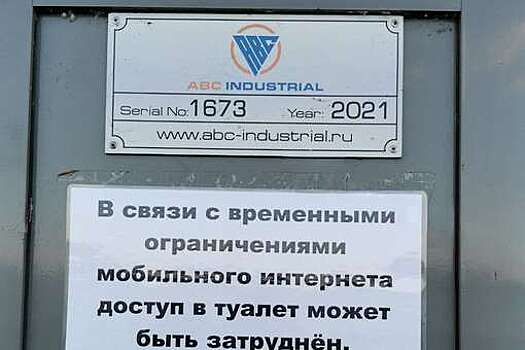 ABC
ABC INDUSTRIAL
Serial No: 1673 Year: 2021
www.abc-industrial.ru
В связи с временными
ограничениями
мобильного интернета
доступ в туалет может
быть затруднён.